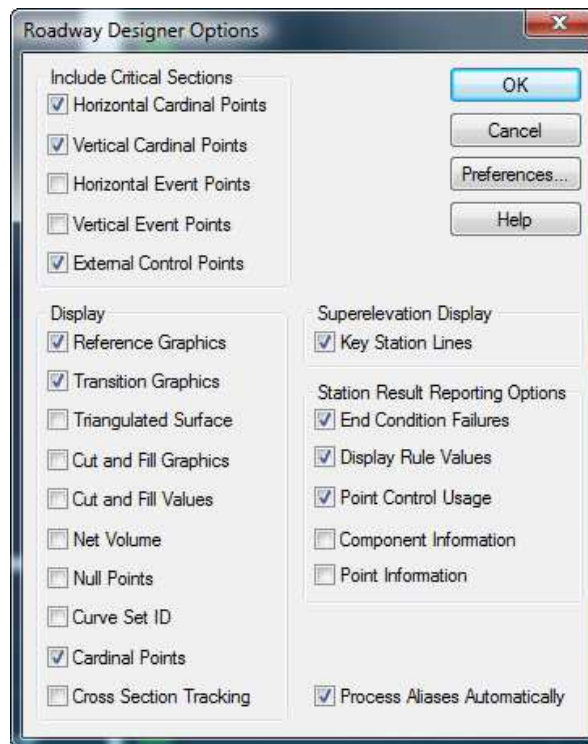 Roadway Designer Options
Include Critical Sections
Horizontal Cardinal Points
Vertical Cardinal Points
Horizontal Event Points
Vertical Event Points
External Control Points
OK
Cancel
Preferences...
Help
Display
Reference Graphics
Transition Graphics
Triangulated Surface
Cut and Fill Graphics
Cut and Fill Values
Net Volume
Null Points
Curve Set ID
Cardinal Points
Cross Section Tracking
Superelevation Display
Key Station Lines
Station Result Reporting Options
End Condition Failures
Display Rule Values
Point Control Usage
Component Information
Point Information
Process Aliases Automatically